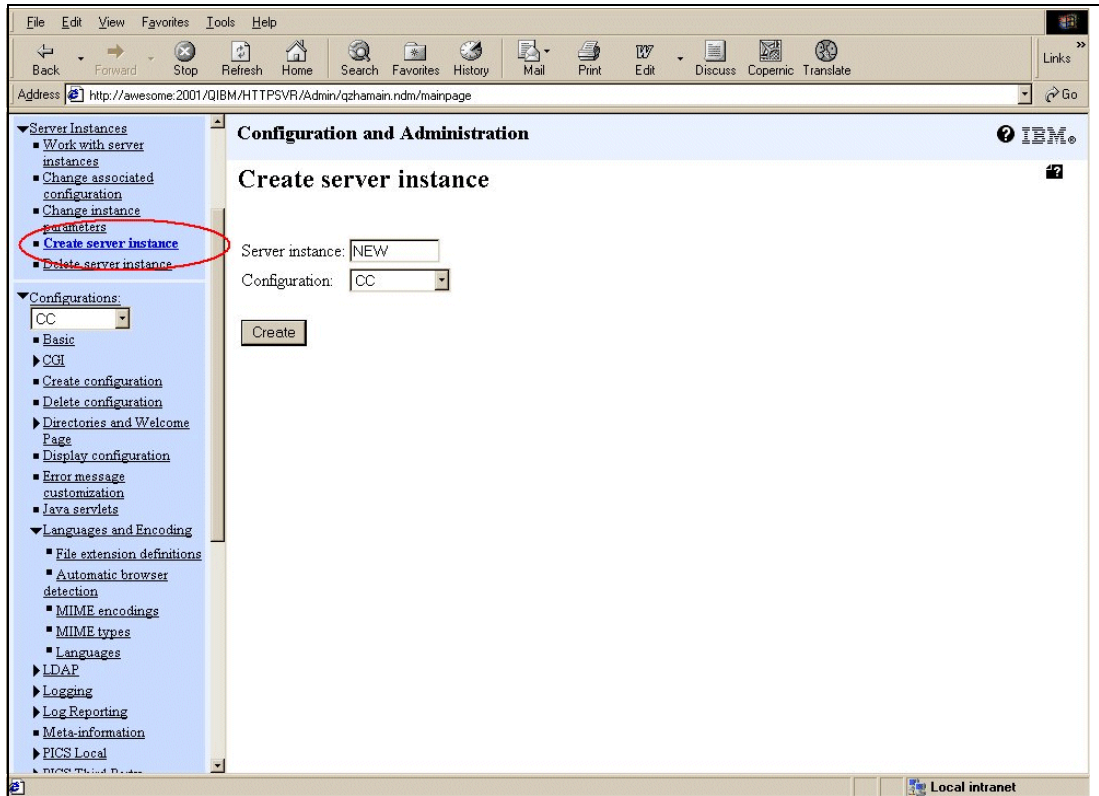 File Edit View Favorites Tools Help
Back Forward Stop Refresh Home Search Favorites History Mail Print Edit Discuss Copernic Translate
Links »
Address http://awesome:2001/QIBM/HTTPSVR/Admin/qzhamain.ndm/mainpage Go
Server Instances
Work with server
instances
Change associated
configuration
Change instance
parameters
Create server instance
Delete server instance
Configurations:
CC
Basic
CGI
Create configuration
Delete configuration
Directories and Welcome
Page
Display configuration
Error message
customization
Java servlets
Languages and Encoding
File extension definitions
Automatic browser
detection
MIME encodings
MIME types
Languages
LDAP
Logging
Log Reporting
Meta-information
PICS Local
PICS Third Party
Configuration and Administration
? IBM®
Create server instance
?
Server instance: NEW
Configuration: CC
Create
Local intranet